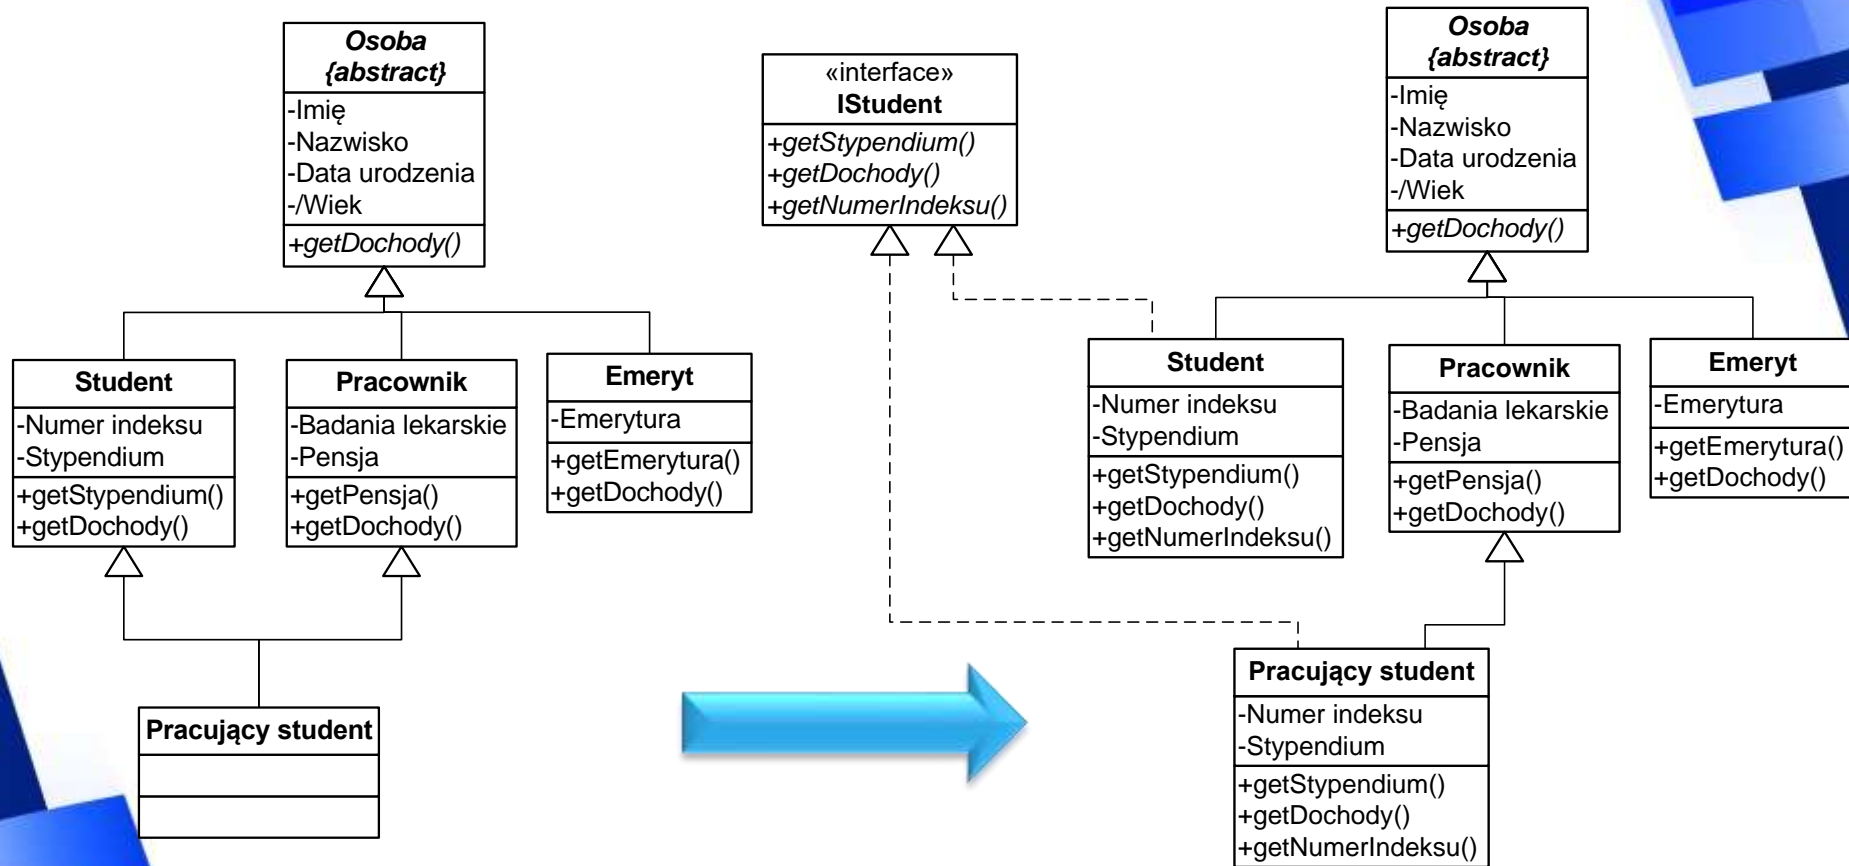 Osoba
{abstract}
-Imię
-Nazwisko
-Data urodzenia
-/Wiek
+getDochody()
Student
-Numer indeksu
-Stypendium
+getStypendium()
+getDochody()
Pracownik
-Badania lekarskie
-Pensja
+getPensja()
+getDochody()
Emeryt
-Emerytura
+getEmerytura()
+getDochody()
Pracujący student
«interface»
IStudent
+getStypendium()
+getDochody()
+getNumerIndeksu()
Osoba
{abstract}
-Imię
-Nazwisko
-Data urodzenia
-/Wiek
+getDochody()
Student
-Numer indeksu
-Stypendium
+getStypendium()
+getDochody()
+getNumerIndeksu()
Pracownik
-Badania lekarskie
-Pensja
+getPensja()
+getDochody()
Emeryt
-Emerytura
+getEmerytura()
+getDochody()
Pracujący student
-Numer indeksu
-Stypendium
+getStypendium()
+getDochody()
+getNumerIndeksu()